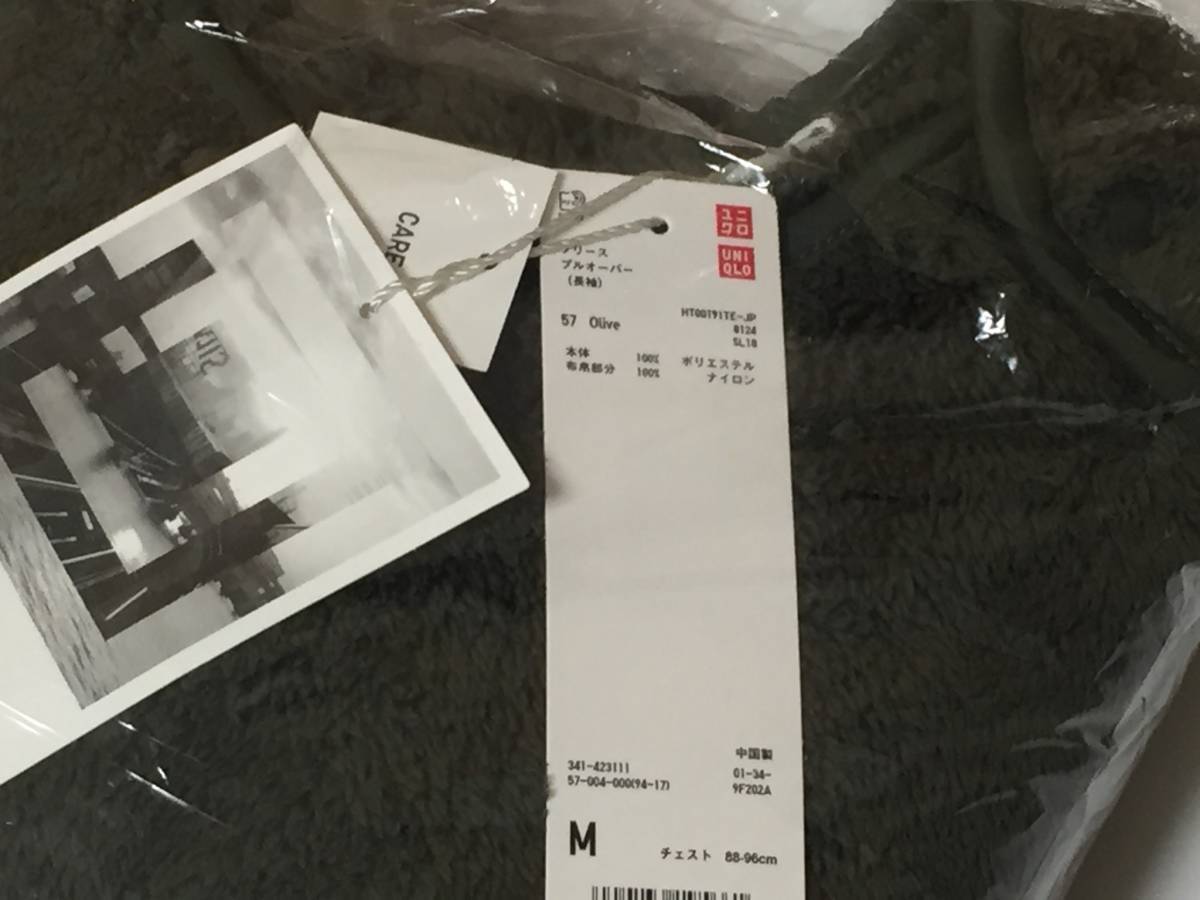 CARE
ユニ
クロ
UNI
QLO
フリース
プルオーバー
(長袖)
57 Olive
HT00T91TE-JP
8124
SL18
本体 100% ポリエステル
布帛部分 100% ナイロン
中国製
341-423111
57-004-000(94-17)
01-34-
9F202A
M
チェスト 88-96cm